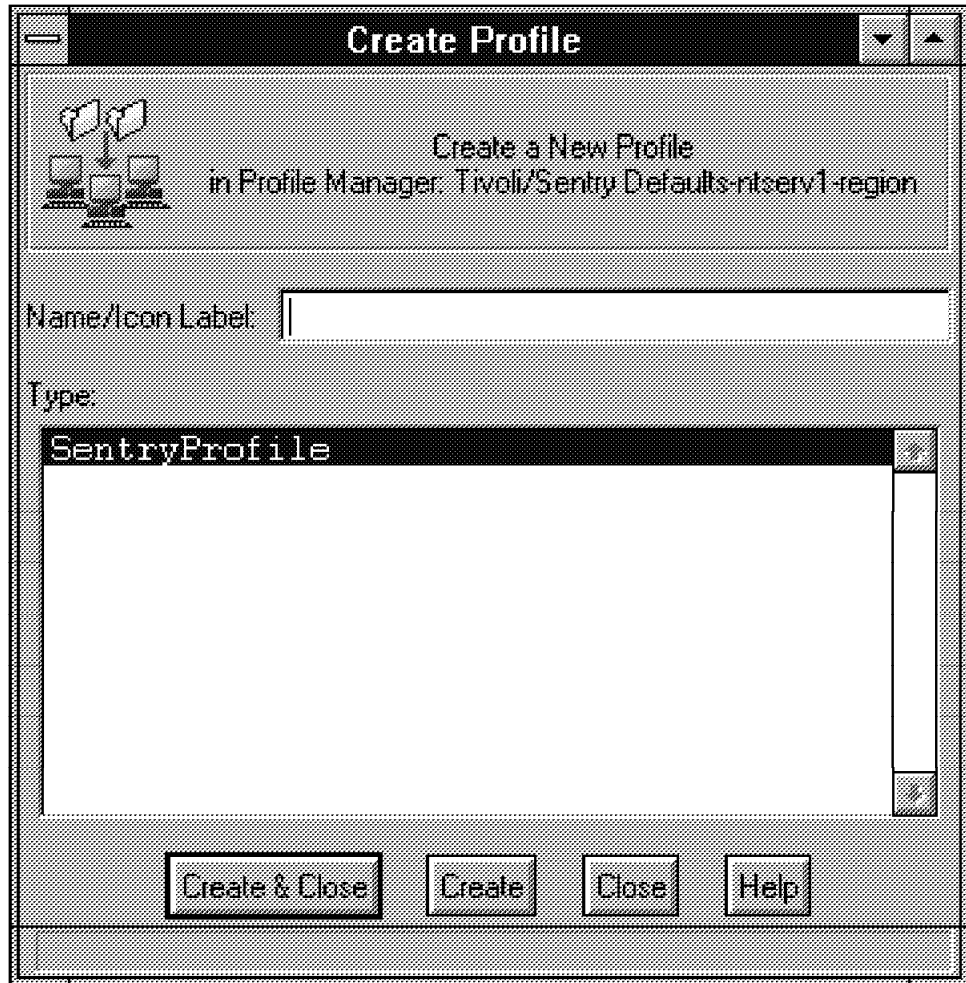 Create Profile
Create a New Profile
in Profile Manager: Tivoli/Sentry Defaults-ntserv1-region
Name/Icon Label:
Type:
SentryProfile
Create & Close
Create
Close
Help